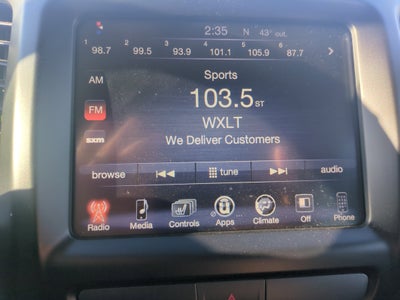 2:35 N 43° out.
1 98.7 2 99.5 3 93.9 4 101.1 5 105.9 6 87.7
AM
FM
sxm
Sports
103.5 ST
WXLT
We Deliver Customers
browse tune audio
Radio Media Controls Apps Climate Off Phone